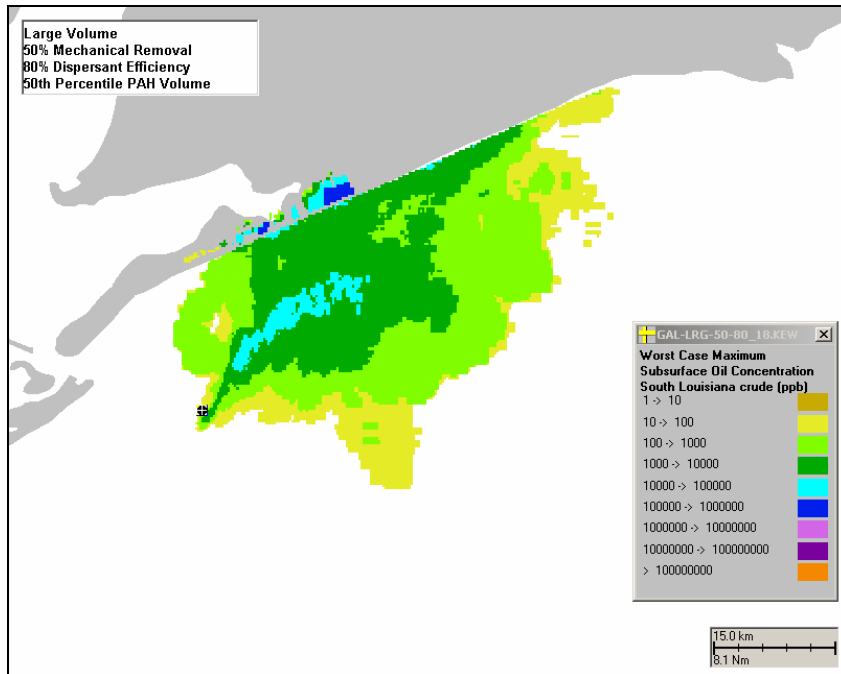 Large Volume
50% Mechanical Removal
80% Dispersant Efficiency
50th Percentile PAH Volume
GAL-LRG-50-80_18.KEW
Worst Case Maximum
Subsurface Oil Concentration
South Louisiana crude (ppb)
1 -> 10
10 -> 100
100 -> 1000
1000 -> 10000
10000 -> 100000
100000 -> 1000000
1000000 -> 10000000
10000000 -> 100000000
> 100000000
15.0 km
8.1 Nm